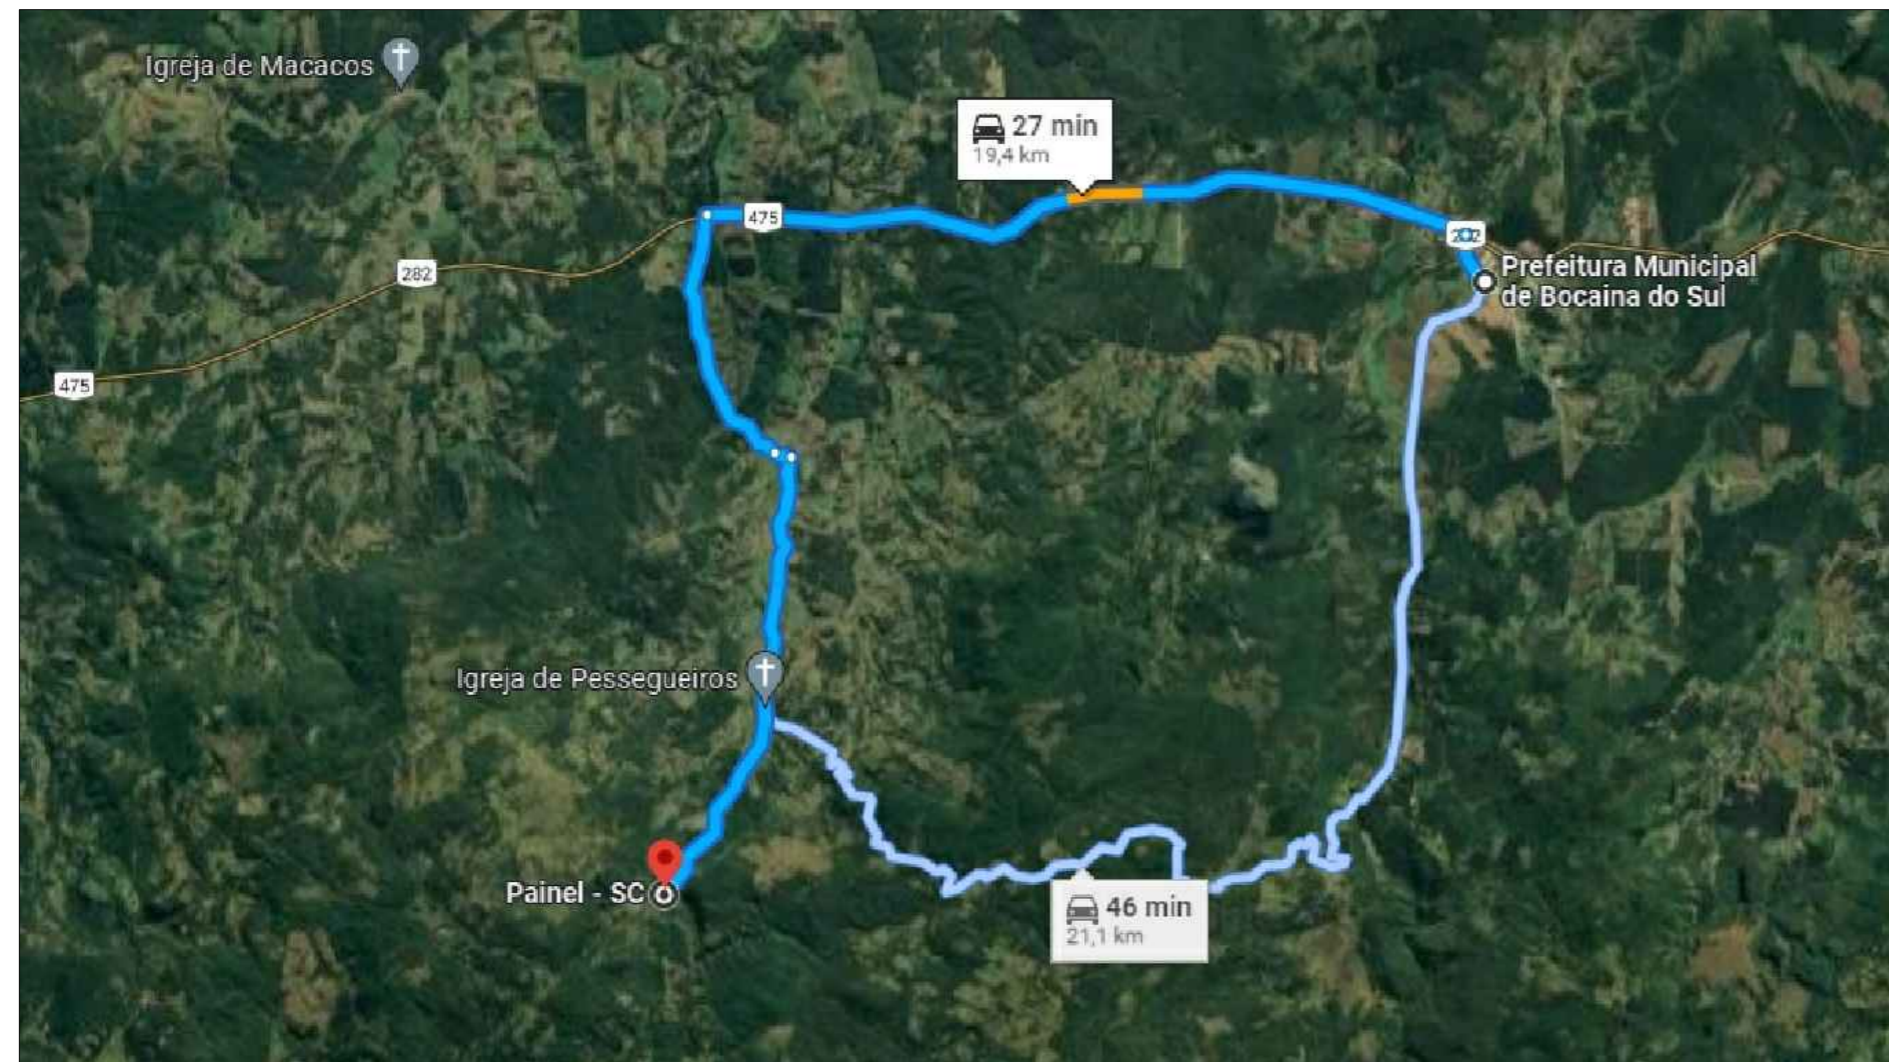 Igreja de Macacos
27 min
19,4 km
475
282
282
Prefeitura Municipal
de Bocaina do Sul
475
Igreja de Pessegueiros
Painel - SC
46 min
21,1 km